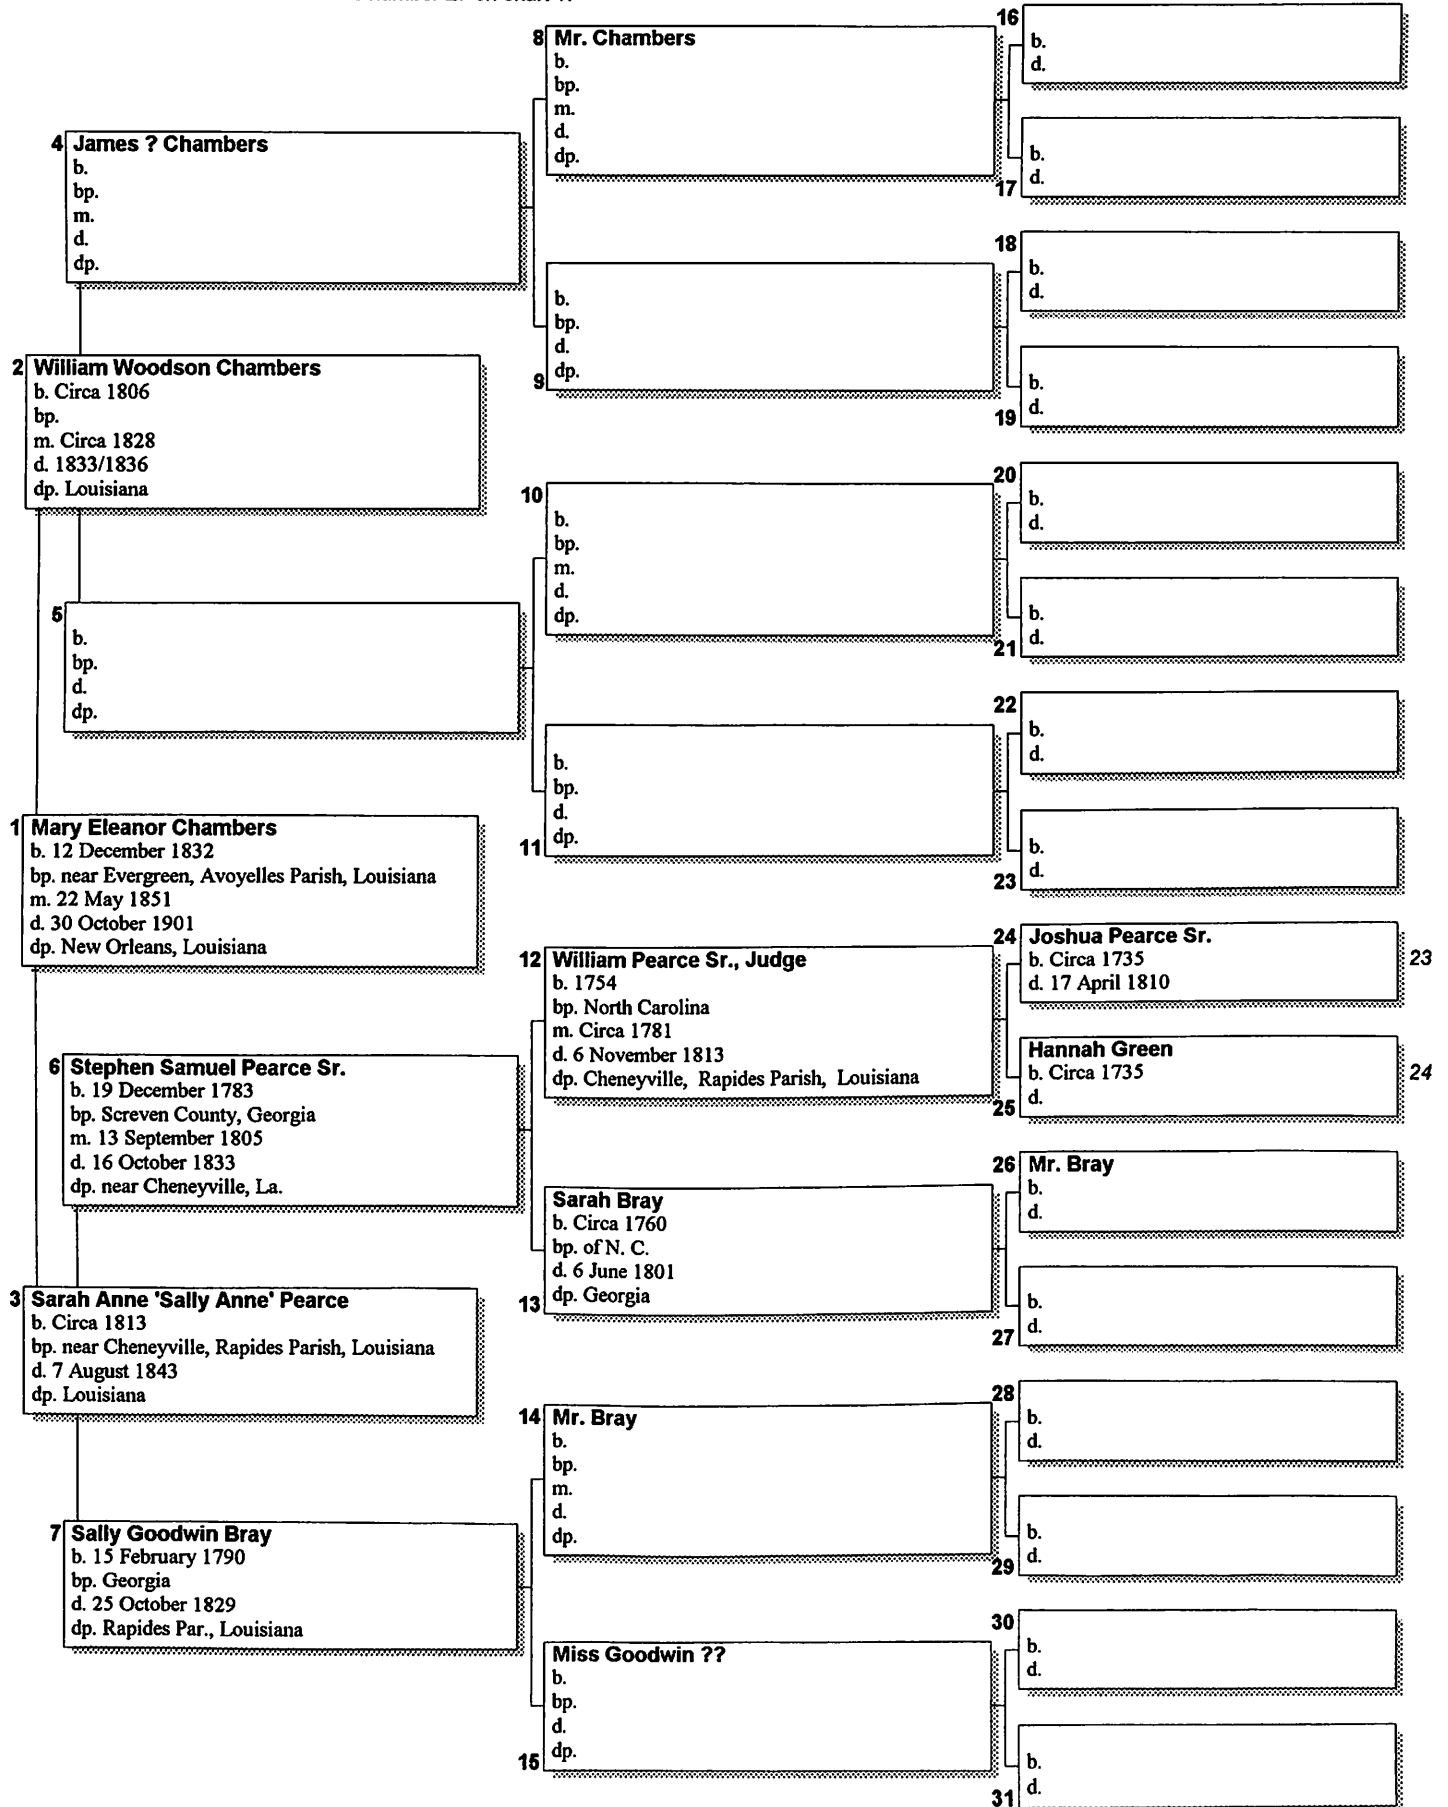 16
b.
d.
8 Mr. Chambers
b.
bp.
m.
d.
dp.
b.
d.
17
4 James ? Chambers
b.
bp.
m.
d.
dp.
18
b.
d.
b.
bp.
d.
9 dp.
b.
19 d.
2 William Woodson Chambers
b. Circa 1806
bp.
m. Circa 1828
d. 1833/1836
dp. Louisiana
20
b.
d.
10
b.
bp.
m.
d.
dp.
b.
21 d.
5
b.
bp.
d.
dp.
22
b.
d.
b.
bp.
d.
11 dp.
b.
23 d.
1 Mary Eleanor Chambers
b. 12 December 1832
bp. near Evergreen, Avoyelles Parish, Louisiana
m. 22 May 1851
d. 30 October 1901
dp. New Orleans, Louisiana
24 Joshua Pearce Sr.
b. Circa 1735
d. 17 April 1810
23
12 William Pearce Sr., Judge
b. 1754
bp. North Carolina
m. Circa 1781
d. 6 November 1813
dp. Cheneyville, Rapides Parish, Louisiana
Hannah Green
b. Circa 1735
d.
25
24
6 Stephen Samuel Pearce Sr.
b. 19 December 1783
bp. Screven County, Georgia
m. 13 September 1805
d. 16 October 1833
dp. near Cheneyville, La.
26 Mr. Bray
b.
d.
Sarah Bray
b. Circa 1760
bp. of N. C.
d. 6 June 1801
13 dp. Georgia
b.
27 d.
3 Sarah Anne 'Sally Anne' Pearce
b. Circa 1813
bp. near Cheneyville, Rapides Parish, Louisiana
d. 7 August 1843
dp. Louisiana
28
b.
d.
14 Mr. Bray
b.
bp.
m.
d.
dp.
b.
29 d.
7 Sally Goodwin Bray
b. 15 February 1790
bp. Georgia
d. 25 October 1829
dp. Rapides Par., Louisiana
30
b.
d.
Miss Goodwin ??
b.
bp.
d.
15 dp.
b.
31 d.